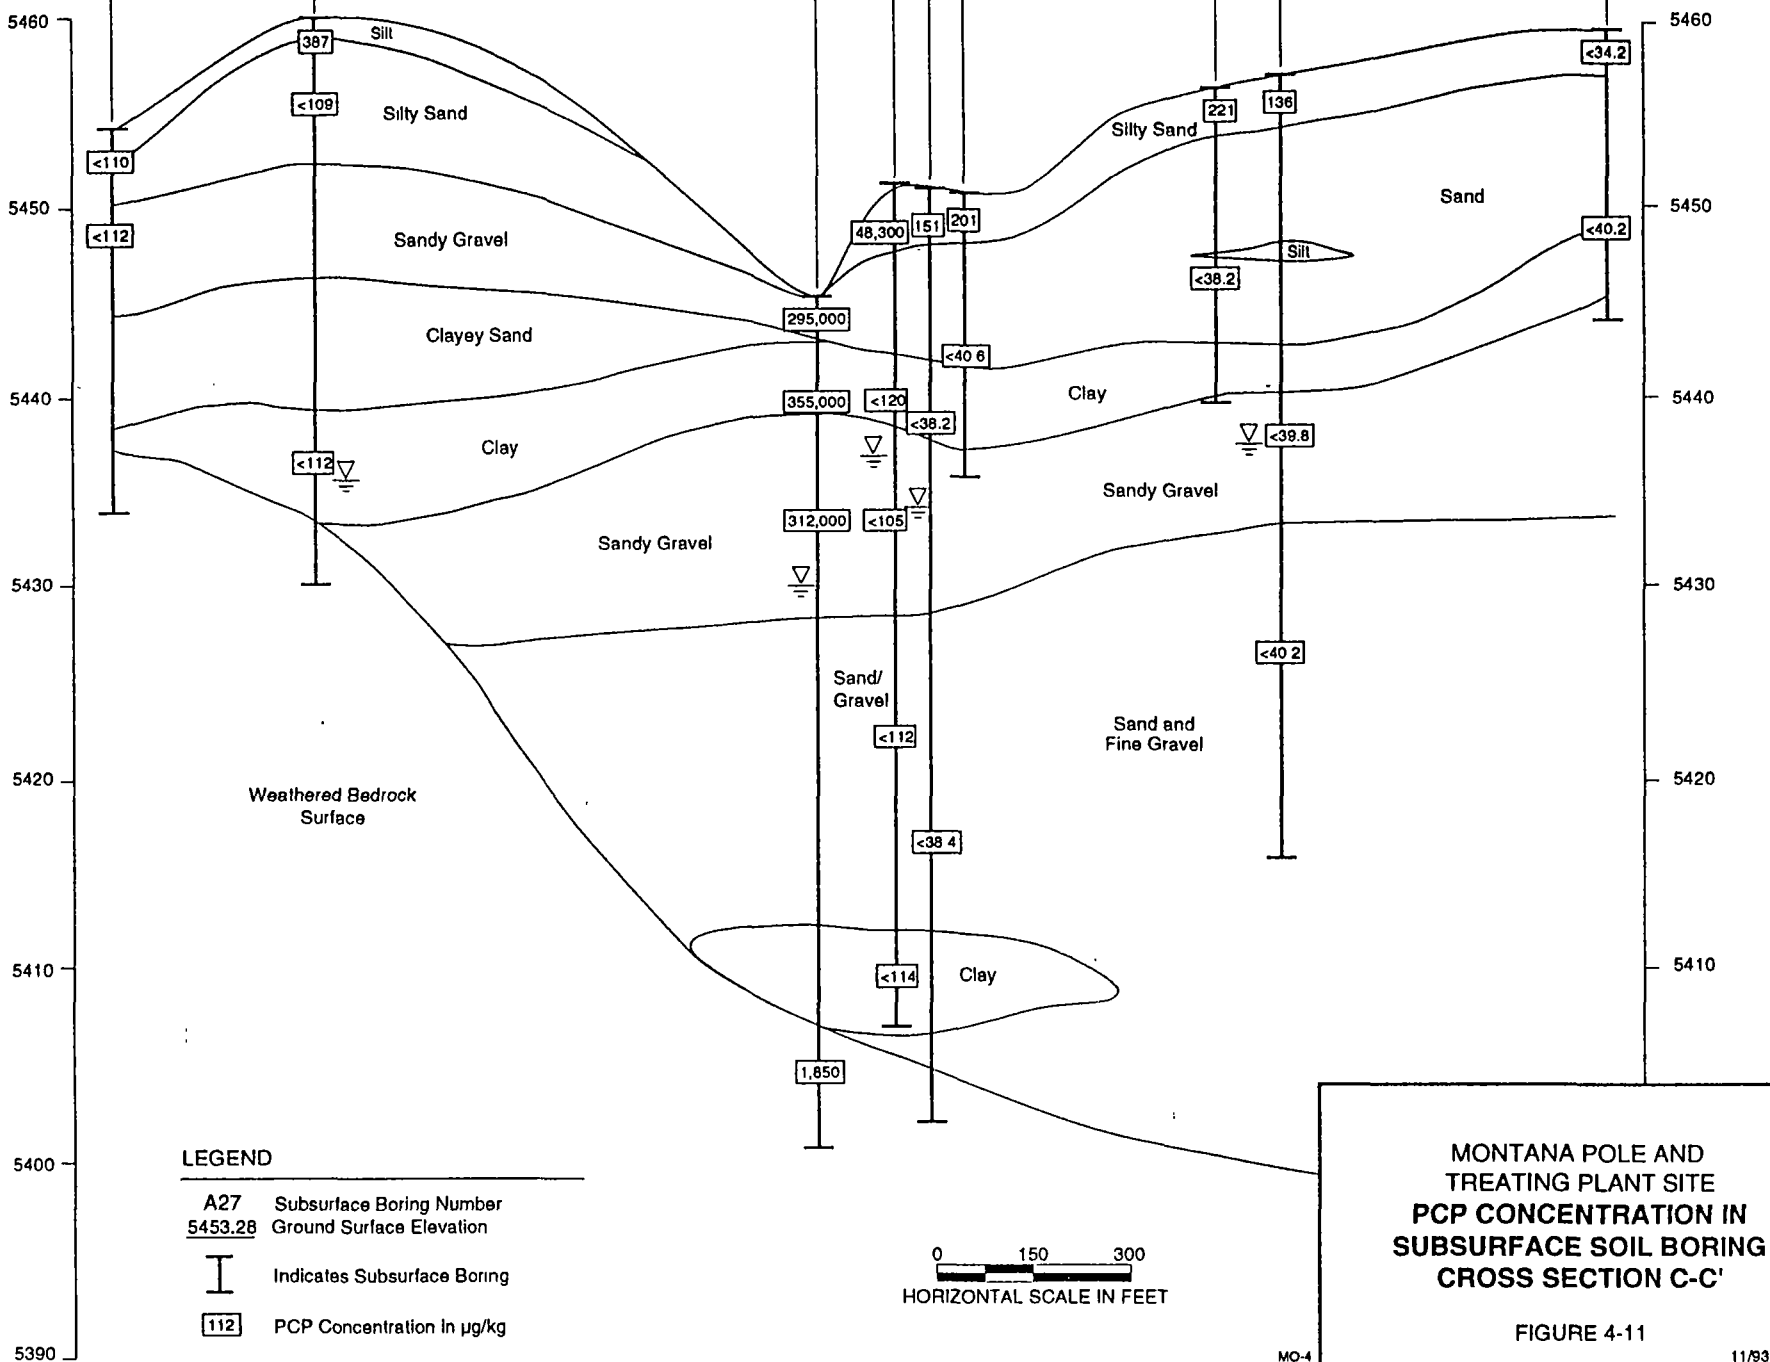 5460
5460
Silt
387
<34.2
<109
Silty Sand
221
136
Silty Sand
<110
Sand
5450
5450
48,300
151
201
<40.2
<112
Sandy Gravel
Silt
<38.2
295,000
Clayey Sand
<40 6
Clay
5440
355,000
<120
5440
<38.2
<39.8
Clay
<112
Sandy Gravel
312,000
<105
Sandy Gravel
5430
5430
<40 2
Sand/
Gravel
Sand and
Fine Gravel
<112
5420
5420
Weathered Bedrock
Surface
<38 4
5410
5410
<114
Clay
1,850
5400
LEGEND
A27 Subsurface Boring Number
5453.28 Ground Surface Elevation
Indicates Subsurface Boring
112 PCP Concentration in µg/kg
0 150 300
HORIZONTAL SCALE IN FEET
MONTANA POLE AND
TREATING PLANT SITE
PCP CONCENTRATION IN
SUBSURFACE SOIL BORING
CROSS SECTION C-C'
FIGURE 4-11
5390
MO-4
11/93